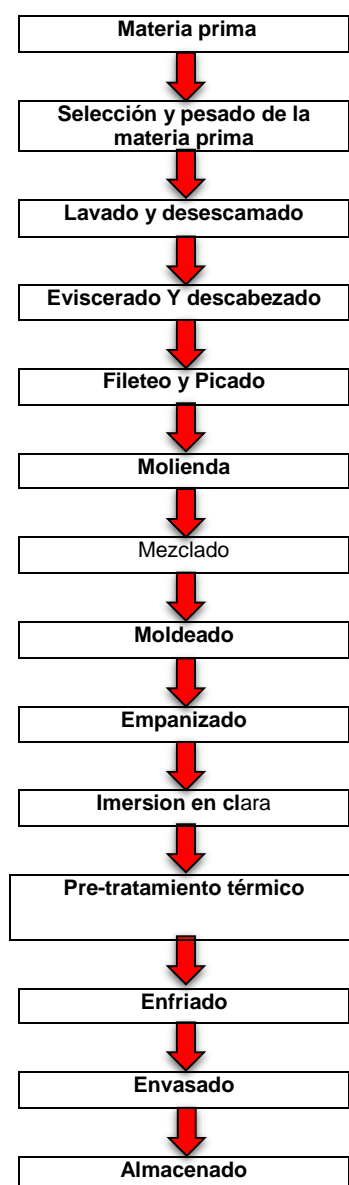 Materia prima
Selección y pesado de la
materia prima
Lavado y desescamado
Eviscerado Y descabezado
Fileteo y Picado
Molienda
Mezclado
Moldeado
Empanizado
Imersion en clara
Pre-tratamiento térmico
Enfriado
Envasado
Almacenado